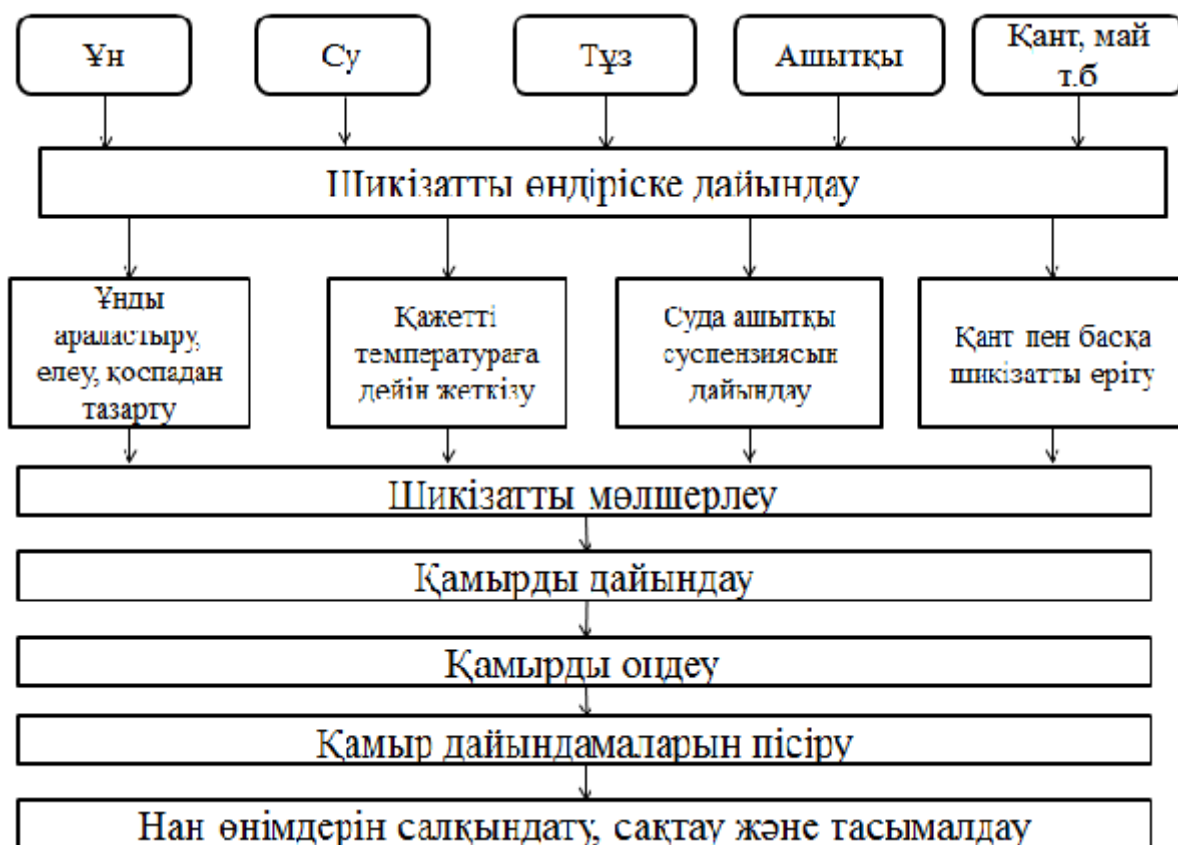 Ұн
Су
Тұз
Ашытқы
Қант, май
т.б
Шикізатты өндіріске дайындау
Ұнды
араластыру,
елеу, қоспадан
тазарту
Қажетті
температураға
дейін жеткізу
Суда ашытқы
суспензиясын
дайындау
Қант пен басқа
шикізатты еріту
Шикізатты мөлшерлеу
Қамырды дайындау
Қамырды оңдеу
Қамыр дайындамаларын пісіру
Нан өнімдерін салқындату, сақтау және тасымалдау